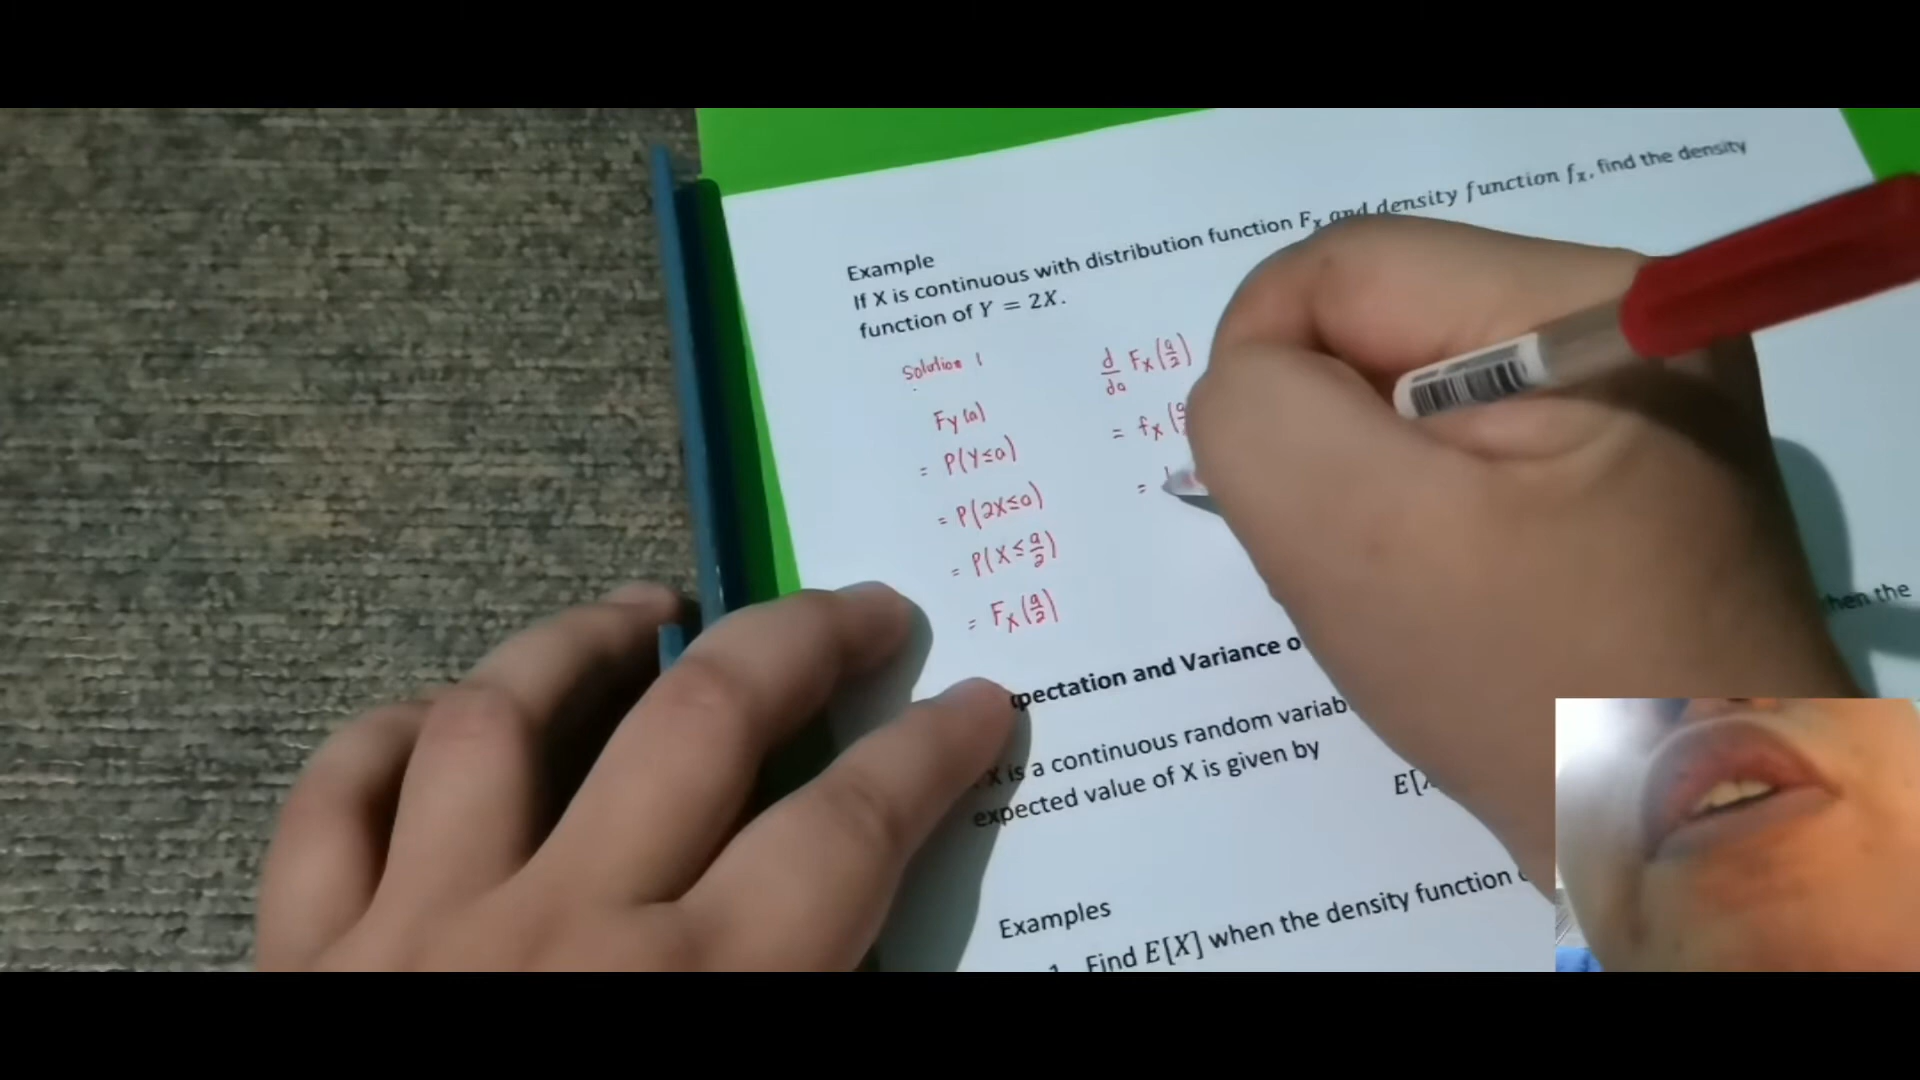 Example
If X is continuous with distribution function Fₓ and density function fₓ, find the density
function of Y = 2X.
Solution 1
Fy(a)
= P(Y≤a)
= P(2X≤a)
= P(X≤a/2)
= Fx(a/2)
d/da Fx(a/2)
= fx(a
=
pectation and Variance o
X is a continuous random variab
hen the
expected value of X is given by
E[X
Examples
1. Find E[X] when the density function